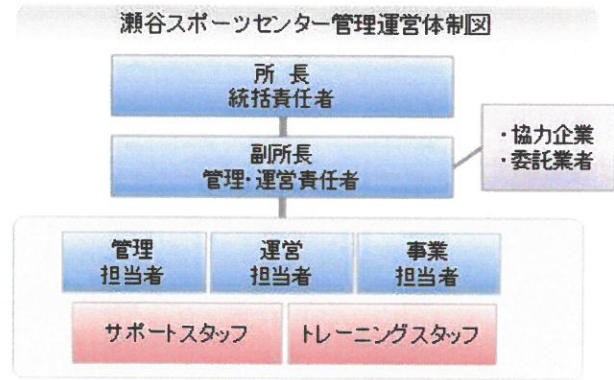 瀬谷スポーツセンター管理運営体制図
所 長
統括責任者
副所長
管理・運営責任者
・協力企業
・委託業者
管理
担当者
運営
担当者
事業
担当者
サポートスタッフ
トレーニングスタッフ